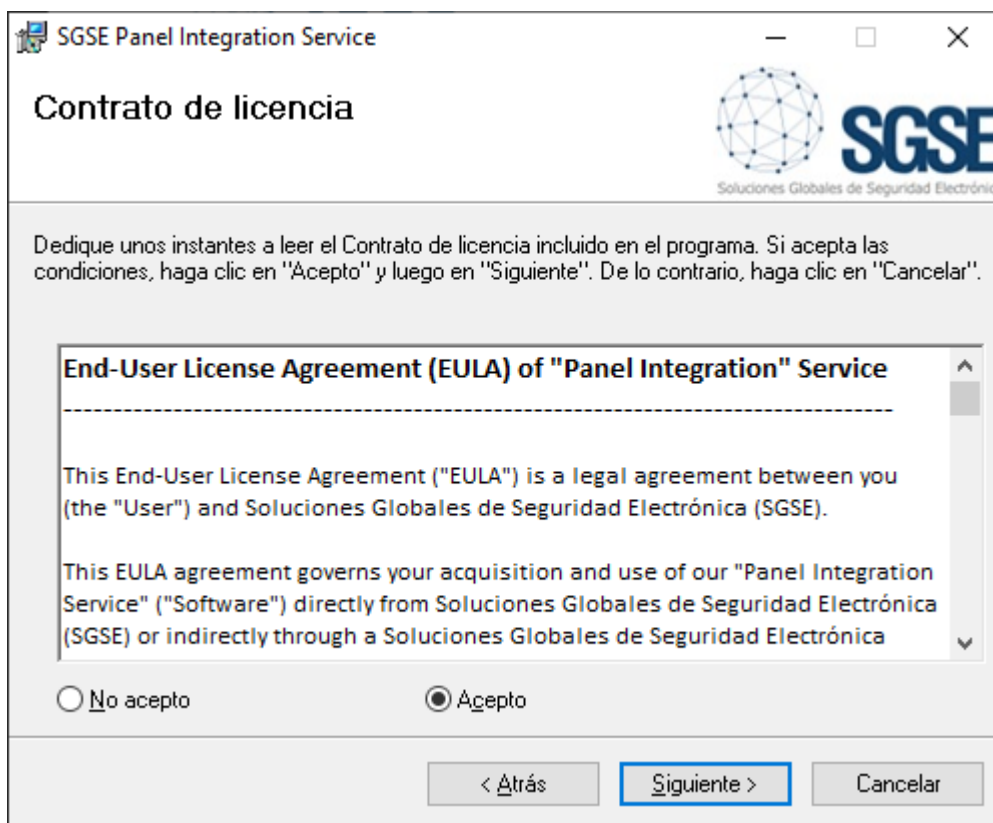 SGSE Panel Integration Service
Contrato de licencia
SGSE
Soluciones Globales de Seguridad Electrónic
Dedique unos instantes a leer el Contrato de licencia incluido en el programa. Si acepta las
condiciones, haga clic en "Acepto" y luego en "Siguiente". De lo contrario, haga clic en "Cancelar".
End-User License Agreement (EULA) of "Panel Integration" Service
-----------------------------------------------------------------------------------
This End-User License Agreement ("EULA") is a legal agreement between you
(the "User") and Soluciones Globales de Seguridad Electrónica (SGSE).
This EULA agreement governs your acquisition and use of our "Panel Integration
Service" ("Software") directly from Soluciones Globales de Seguridad Electrónica
(SGSE) or indirectly through a Soluciones Globales de Seguridad Electrónica
No acepto Acepto
< Atrás Siguiente > Cancelar